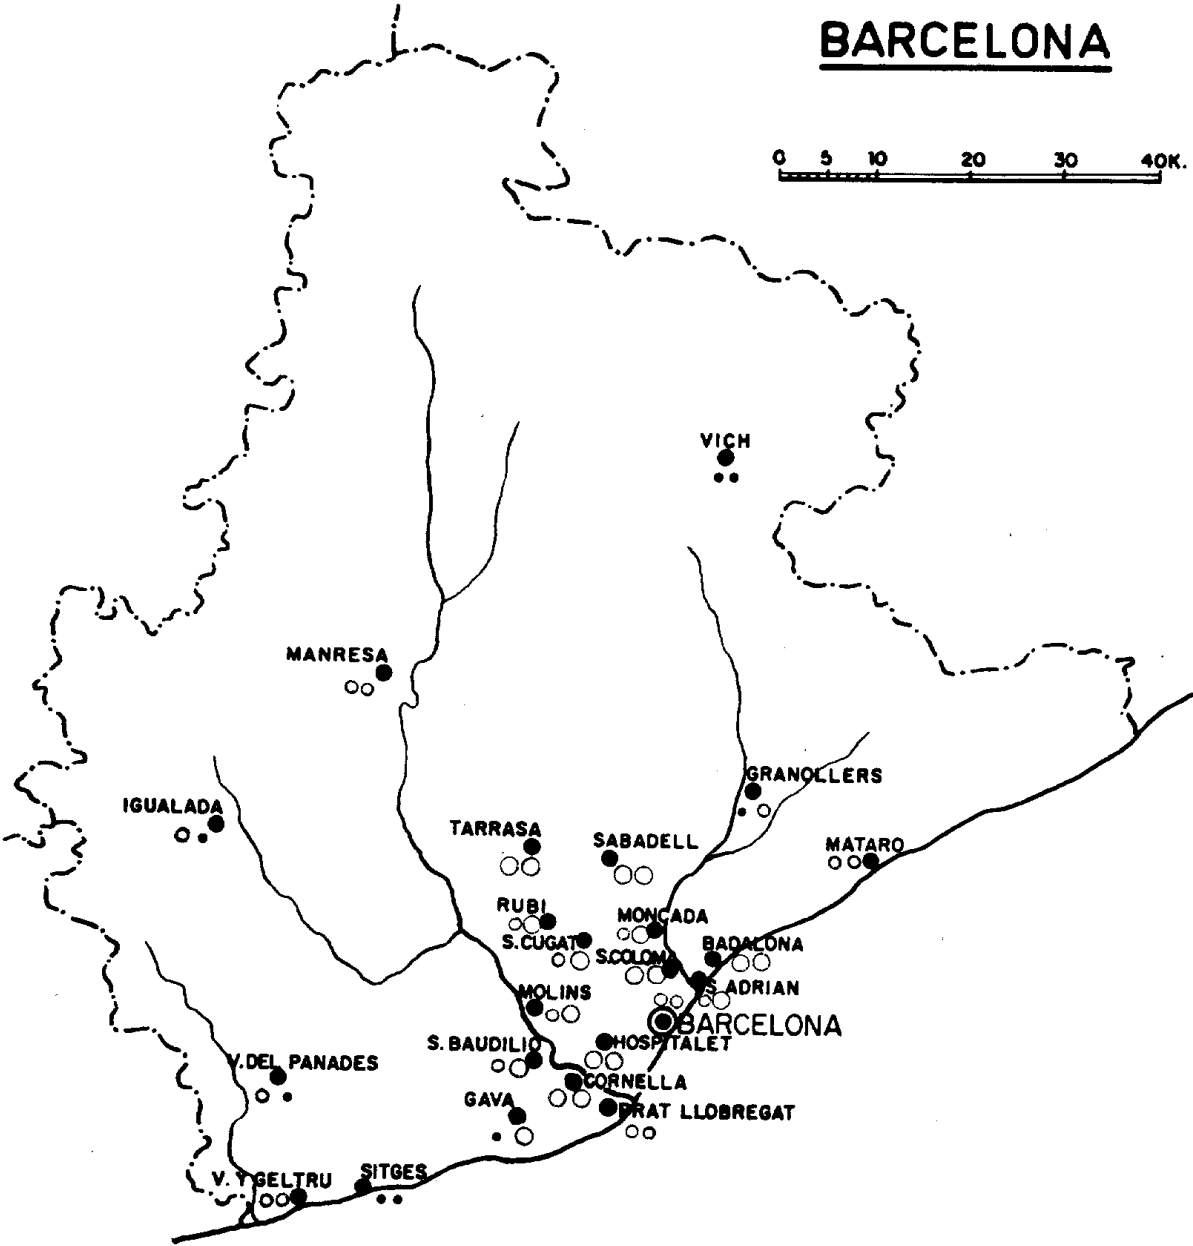 BARCELONA
0 5 10 20 30 40K.
VICH
MANRESA
GRANOLLERS
IGUALADA
TARRASA
SABADELL
MATARO
RUBI
MONCADA
S.CUGAT
S.COLOMA
BADALONA
S. ADRIAN
MOLINS
BARCELONA
S. BAUDILIO
HOSPITALET
V. DEL PANADES
CORNELLA
GAVA
PRAT LLOBREGAT
V. Y GELTRU
SITGES